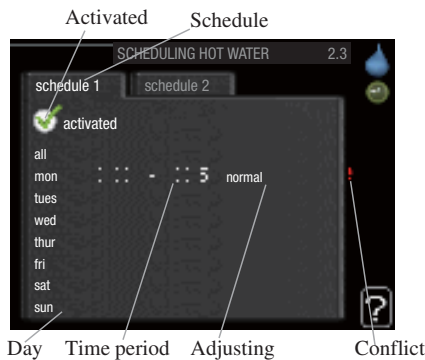 Activated Schedule
SCHEDULING HOT WATER 2.3
schedule 1 schedule 2
activated
all
mon normal
tues
wed
thur
fri
sat
sun
?
Day Time period Adjusting Conflict